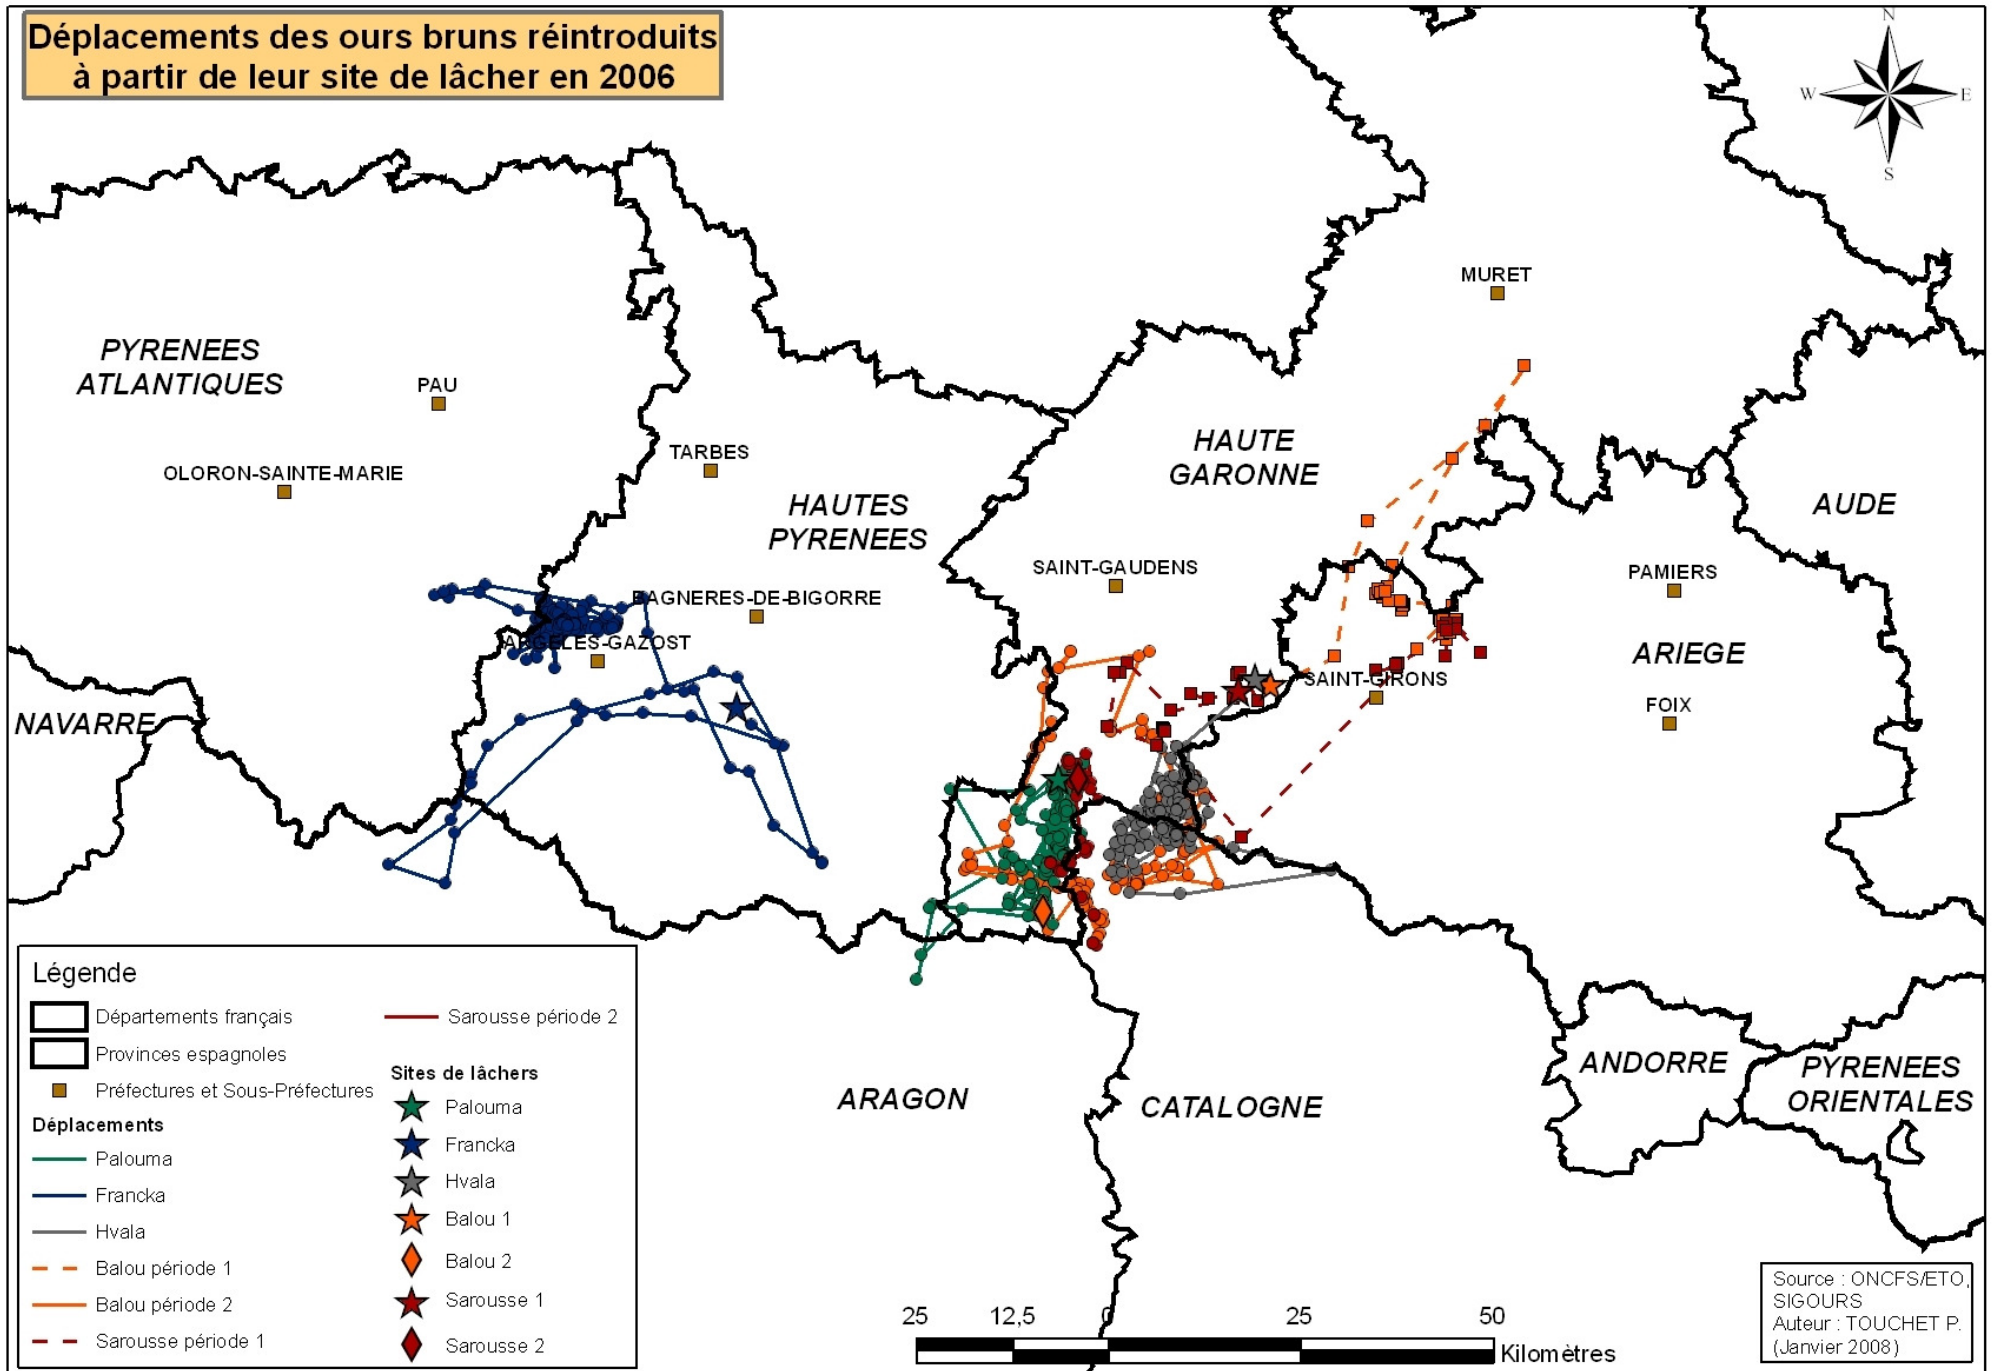 Déplacements des ours bruns réintroduits
à partir de leur site de lâcher en 2006
N
W
E
S
MURET
PYRENEES
ATLANTIQUES
PAU
TARBES
OLORON-SAINTE-MARIE
HAUTE
GARONNE
HAUTES
PYRENEES
AUDE
SAINT-GAUDENS
PAMIERS
BAGNERES-DE-BIGORRE
ARGELES-GAZOST
ARIEGE
SAINT-GIRONS
FOIX
NAVARRE
ARAGON
CATALOGNE
ANDORRE
PYRENEES
ORIENTALES
Légende
Départements français
Provinces espagnoles
Préfectures et Sous-Préfectures
Déplacements
Palouma
Francka
Hvala
Balou période 1
Balou période 2
Sarousse période 1
Sarousse période 2
Sites de lâchers
Palouma
Francka
Hvala
Balou 1
Balou 2
Sarousse 1
Sarousse 2
25 12,5 0 25 50
Kilomètres
Source : ONCFS/ETO,
SIGOURS
Auteur : TOUCHET P.
(Janvier 2008)